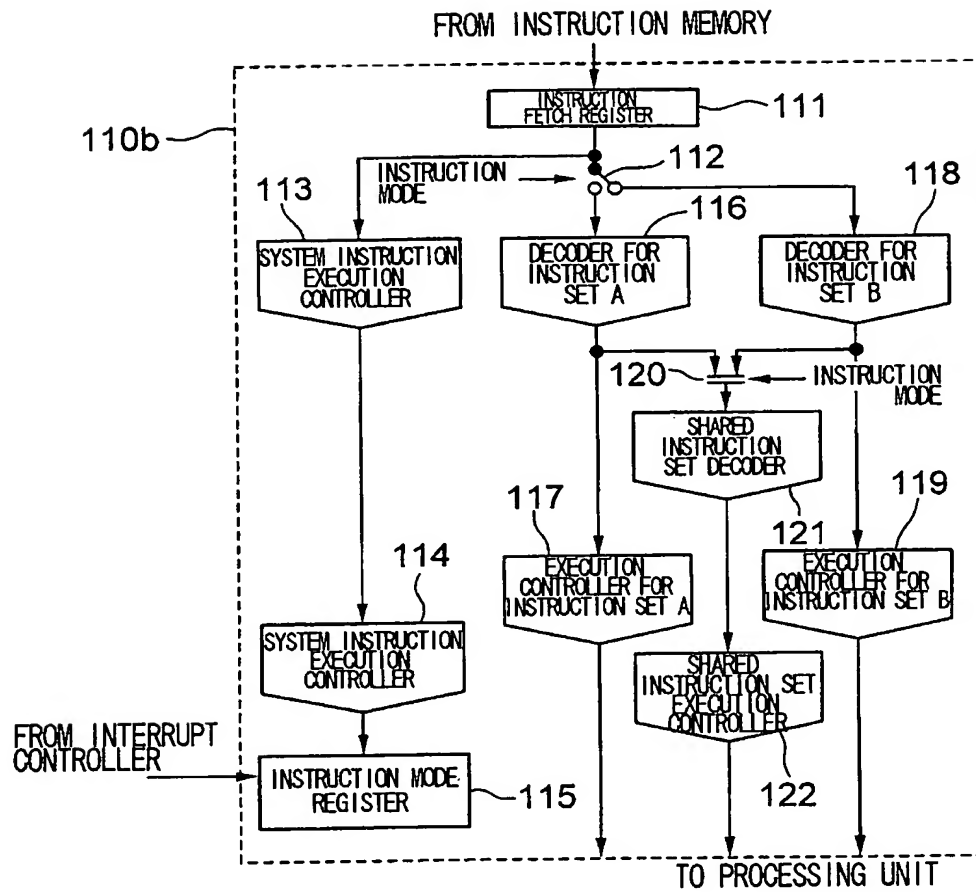 FROM INSTRUCTION MEMORY
INSTRUCTION
FETCH REGISTER
111
110b
INSTRUCTION
MODE
112
113
116
118
SYSTEM INSTRUCTION
EXECUTION
CONTROLLER
DECODER FOR
INSTRUCTION
SET A
DECODER FOR
INSTRUCTION
SET B
120
INSTRUCTION
MODE
SHARED
INSTRUCTION
SET DECODER
121
117
119
EXECUTION
CONTROLLER FOR
INSTRUCTION SET A
EXECUTION
CONTROLLER FOR
INSTRUCTION SET B
114
SYSTEM INSTRUCTION
EXECUTION
CONTROLLER
SHARED
INSTRUCTION SET
EXECUTION
CONTROLLER
122
FROM INTERRUPT
CONTROLLER
INSTRUCTION MODE
REGISTER
115
TO PROCESSING UNIT